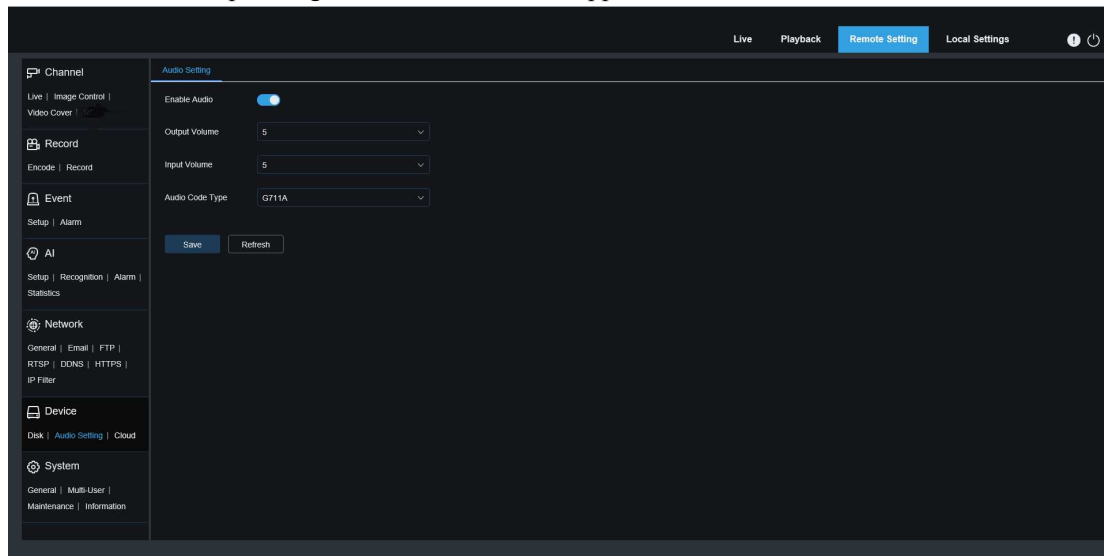 Live Playback Remote Setting Local Settings
Channel
Live | Image Control |
Video Cover |
Record
Encode | Record
Event
Setup | Alarm
AI
Setup | Recognition | Alarm |
Statistics
Network
General | Email | FTP |
RTSP | DDNS | HTTPS |
IP Filter
Device
Disk | Audio Setting | Cloud
System
General | Multi-User |
Maintenance | Information
Audio Setting
Enable Audio
Output Volume 5
Input Volume 5
Audio Code Type G711A
Save Refresh